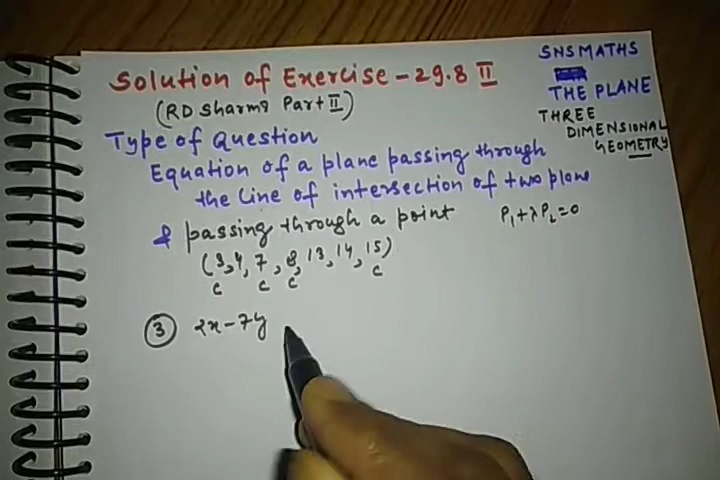 Solution of Exercise-29.8 II
(RD Sharma Part II)
SNSMATHS
THE PLANE
THREE
DIMENSIONAL
GEOMETRY
Type of Question
Equation of a plane passing through
the line of intersection of two plane
& passing through a point
P₁+λP₂=0
(3,4,7,8,13,14,15)
c c c c
③ 2x-7y